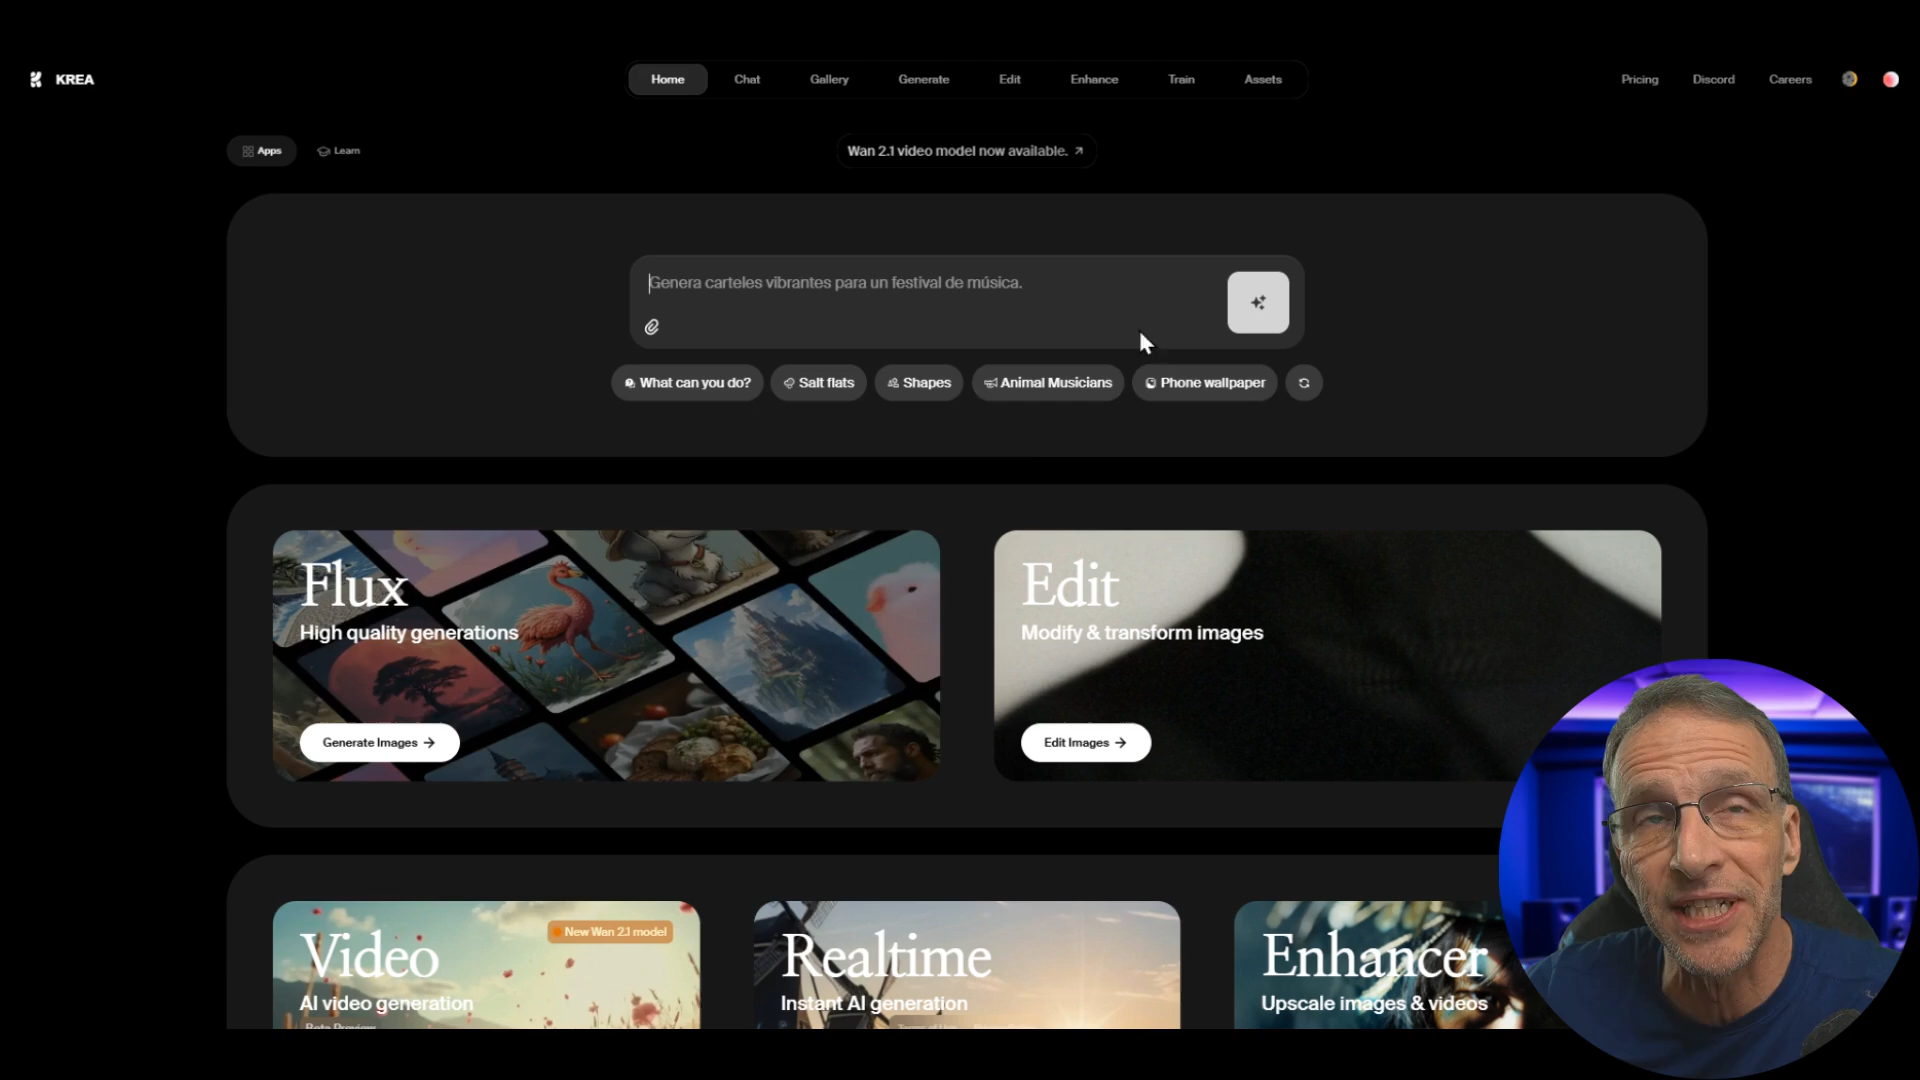 KREA
Home
Chat
Gallery
Generate
Edit
Enhance
Train
Assets
Pricing
Discord
Careers
Apps
Learn
Wan 2.1 video model now available.
Genera carteles vibrantes para un festival de música.
What can you do?
Salt flats
Shapes
Animal Musicians
Phone wallpaper
Flux
High quality generations
Generate Images →
Edit
Modify & transform images
Edit Images →
Video
New Wan 2.1 model
AI video generation
Beta Preview
Realtime
Instant AI generation
Enhancer
Upscale images & videos